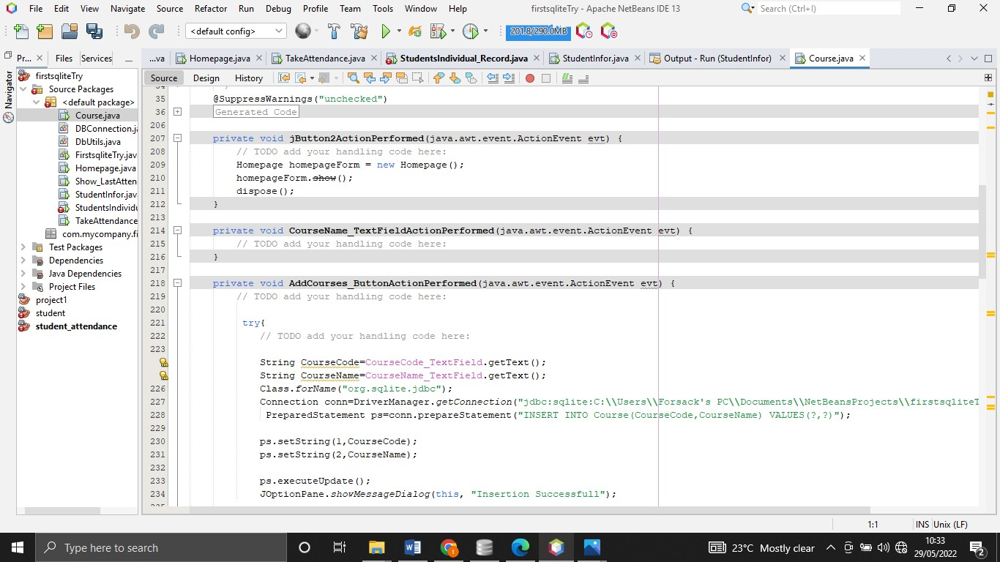 File Edit View Navigate Source Refactor Run Debug Profile Team Tools Window Help
firstsqliteTry - Apache NetBeans IDE 13
Search (Ctrl+I)
<default config>
201.8/290.0MB
Pr... Files Services
...va Homepage.java TakeAttendance.java StudentsIndividual_Record.java StudentInfor.java Output - Run (StudentInfor) Course.java
Source Design History
Navigator
firstsqliteTry
Source Packages
<default package>
Course.java
DBConnection.j
DbUtils.java
FirstsqliteTry.jav
Homepage.java
Show_LastAtten
StudentInfor.jav
StudentsIndividu
TakeAttendance
com.mycompany.fi
Test Packages
Dependencies
Java Dependencies
Project Files
project1
student
student_attendance
34
35 @SuppressWarnings("unchecked")
36 Generated Code
206
207 private void jButton2ActionPerformed(java.awt.event.ActionEvent evt) {
208 // TODO add your handling code here:
209 Homepage homepageForm = new Homepage();
210 homepageForm.show();
211 dispose();
212 }
213
214 private void CourseName_TextFieldActionPerformed(java.awt.event.ActionEvent evt) {
215 // TODO add your handling code here:
216 }
217
218 private void AddCourses_ButtonActionPerformed(java.awt.event.ActionEvent evt) {
219 // TODO add your handling code here:
220
221 try{
222 // TODO add your handling code here:
223
String CourseCode=CourseCode_TextField.getText();
String CourseName=CourseName_TextField.getText();
226 Class.forName("org.sqlite.jdbc");
227 Connection conn=DriverManager.getConnection("jdbc:sqlite:C:\\Users\\Forsack's PC\\Documents\\NetBeansProjects\\firstsqliteT
228 PreparedStatement ps=conn.prepareStatement("INSERT INTO Course(CourseCode,CourseName) VALUES(?,?)");
229
230 ps.setString(1,CourseCode);
231 ps.setString(2,CourseName);
232
233 ps.executeUpdate();
234 JOptionPane.showMessageDialog(this, "Insertion Successfull");
235
1:1 INS Unix (LF)
Type here to search
23°C Mostly clear
10:33
29/05/2022
2